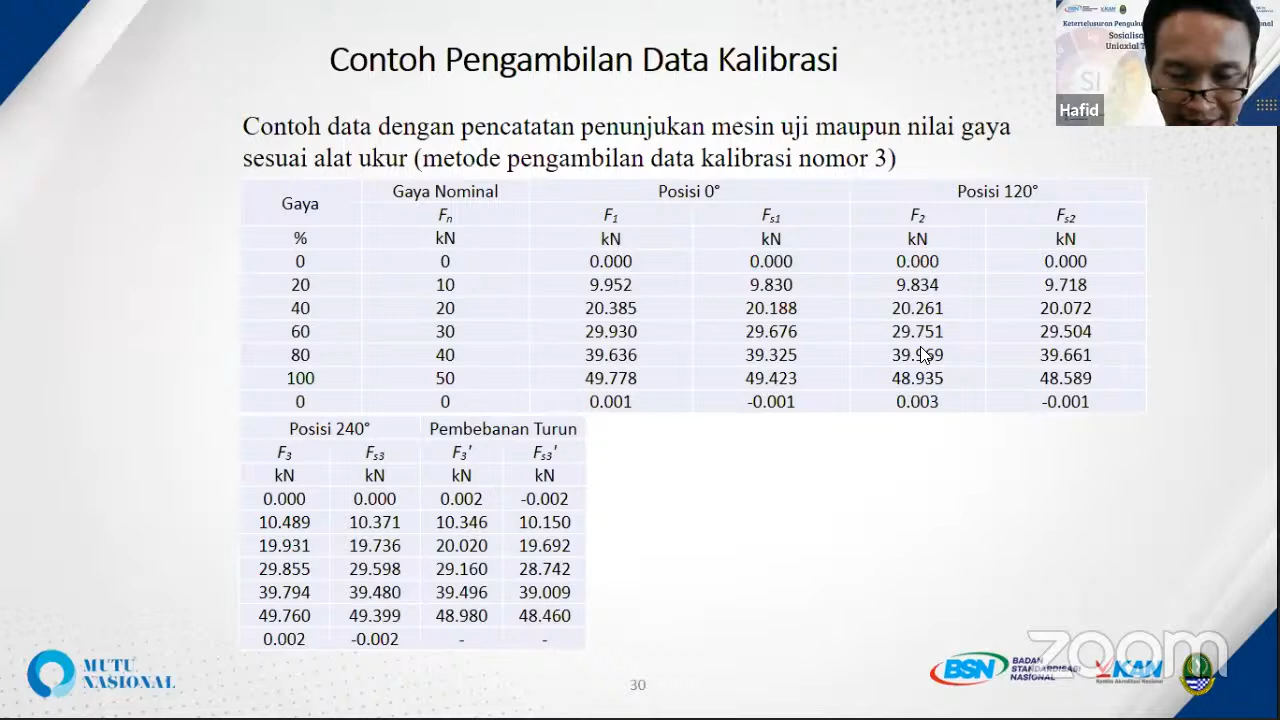 Contoh Pengambilan Data Kalibrasi
Hafid
Contoh data dengan pencatatan penunjukan mesin uji maupun nilai gaya
sesuai alat ukur (metode pengambilan data kalibrasi nomor 3)
Gaya Gaya Nominal Posisi 0° Posisi 120°
Fn F1 Fs1 F2 Fs2
% kN kN kN kN kN
0 0 0.000 0.000 0.000 0.000
20 10 9.952 9.830 9.834 9.718
40 20 20.385 20.188 20.261 20.072
60 30 29.930 29.676 29.751 29.504
80 40 39.636 39.325 39.661
100 50 49.778 49.423 48.935 48.589
0 0 0.001 -0.001 0.003 -0.001
Posisi 240° Pembebanan Turun
F3 Fs3 F3' Fs3'
kN kN kN kN
0.000 0.000 0.002 -0.002
10.489 10.371 10.346 10.150
19.931 19.736 20.020 19.692
29.855 29.598 29.160 28.742
39.794 39.480 39.496 39.009
49.760 49.399 48.980 48.460
0.002 -0.002 - -
MUTU
NASIONAL
30
zoom
BSN
BADAN
STANDARDISASI
NASIONAL
KAN
Komite Akreditasi Nasional